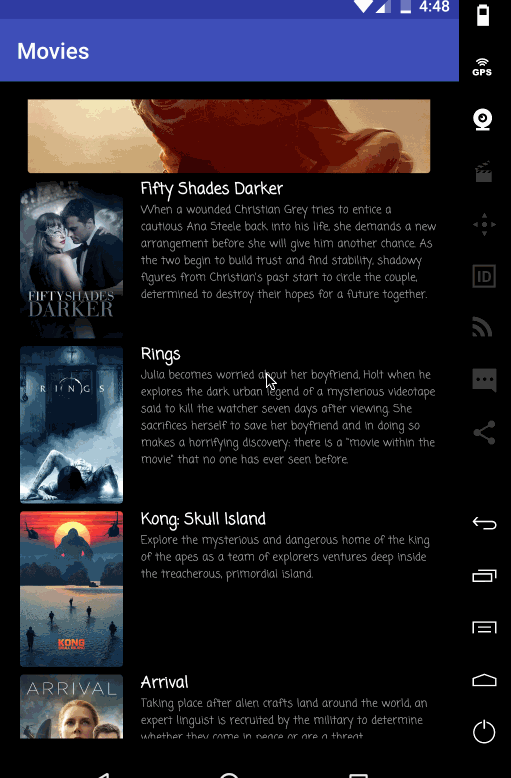 4:48
Movies
GPS
Fifty Shades Darker
When a wounded Christian Grey tries to entice a
cautious Ana Steele back into his life, she demands a new
arrangement before she will give him another chance. As
the two begin to build trust and find stability, shadowy
figures from Christian's past start to circle the couple,
determined to destroy their hopes for a future together.
FIFTY SHADES
DARKER
Rings
Julia becomes worried about her boyfriend, Holt when he
explores the dark urban legend of a mysterious videotape
said to kill the watcher seven days after viewing. She
sacrifices herself to save her boyfriend and in doing so
makes a horrifying discovery: there is a "movie within the
movie" that no one has ever seen before.
RINGS
Kong: Skull Island
Explore the mysterious and dangerous home of the king
of the apes as a team of explorers ventures deep inside
the treacherous, primordial island.
KONG
Arrival
Taking place after alien crafts land around the world, an
expert linguist is recruited by the military to determine
whether they come in peace or are a threat.
ARRIVAL
ID